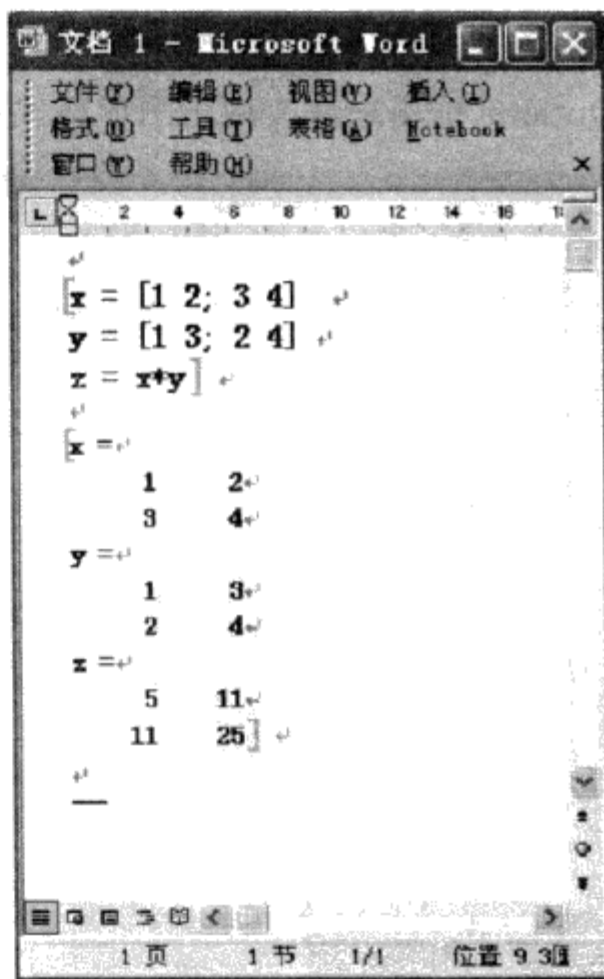 文档 1 - Microsoft Word
文件(F) 编辑(E) 视图(V) 插入(I)
格式(O) 工具(T) 表格(A) Notebook
窗口(W) 帮助(H) ×
2 4 6 8 10 12 14 16
[x = [1 2; 3 4] ↵
y = [1 3; 2 4] ↵
z = x*y] ↵
[x =↵
1 2↵
3 4↵
y =↵
1 3↵
2 4↵
z =↵
5 11↵
11 25] ↵
1 页 1 节 1/1 位置 9 3